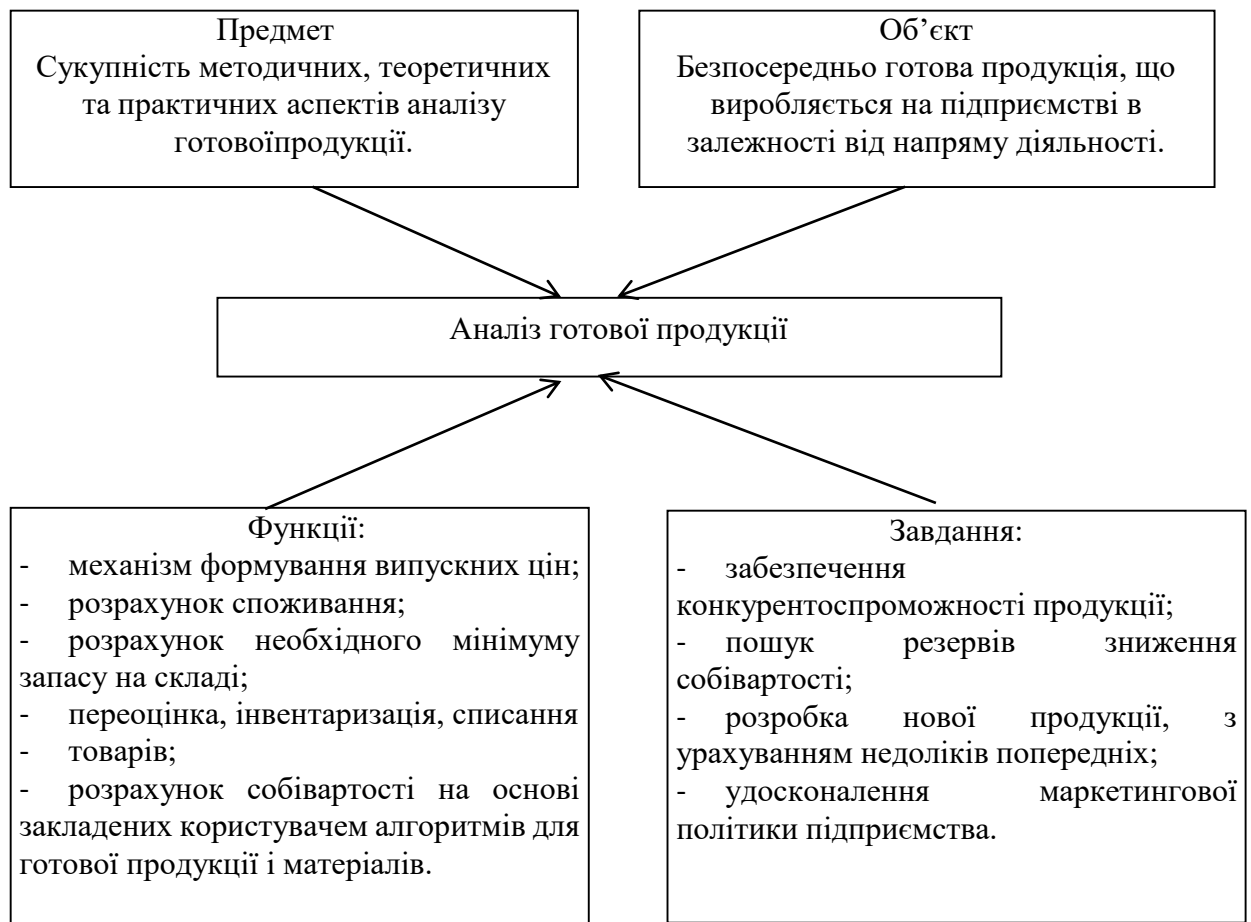 Предмет
Сукупність методичних, теоретичних
та практичних аспектів аналізу
готовоїпродукції.
Об’єкт
Безпосередньо готова продукція, що
виробляється на підприємстві в
залежності від напряму діяльності.
Аналіз готової продукції
Функції:
- механізм формування випускних цін;
- розрахунок споживання;
- розрахунок необхідного мінімуму
запасу на складі;
- переоцінка, інвентаризація, списання
- товарів;
- розрахунок собівартості на основі
закладених користувачем алгоритмів для
готової продукції і матеріалів.
Завдання:
- забезпечення
конкурентоспроможності продукції;
- пошук резервів зниження
собівартості;
- розробка нової продукції, з
урахуванням недоліків попередніх;
- удосконалення маркетингової
політики підприємства.